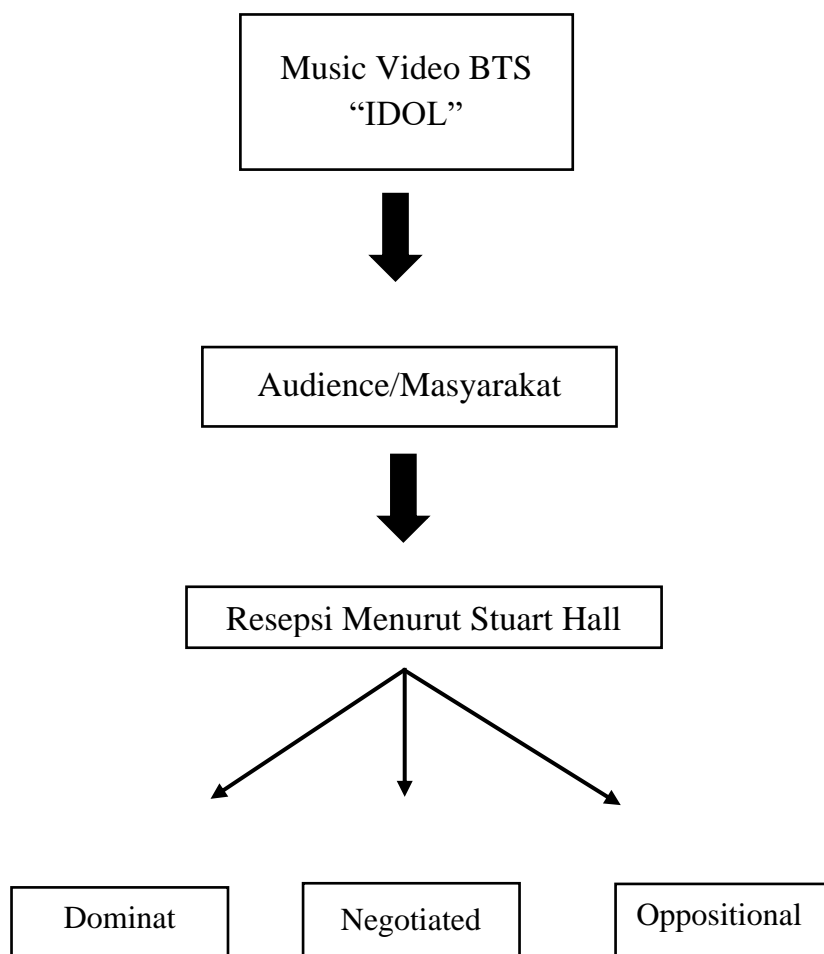 Music Video BTS
“IDOL”
Audience/Masyarakat
Resepsi Menurut Stuart Hall
Dominat
Negotiated
Oppositional